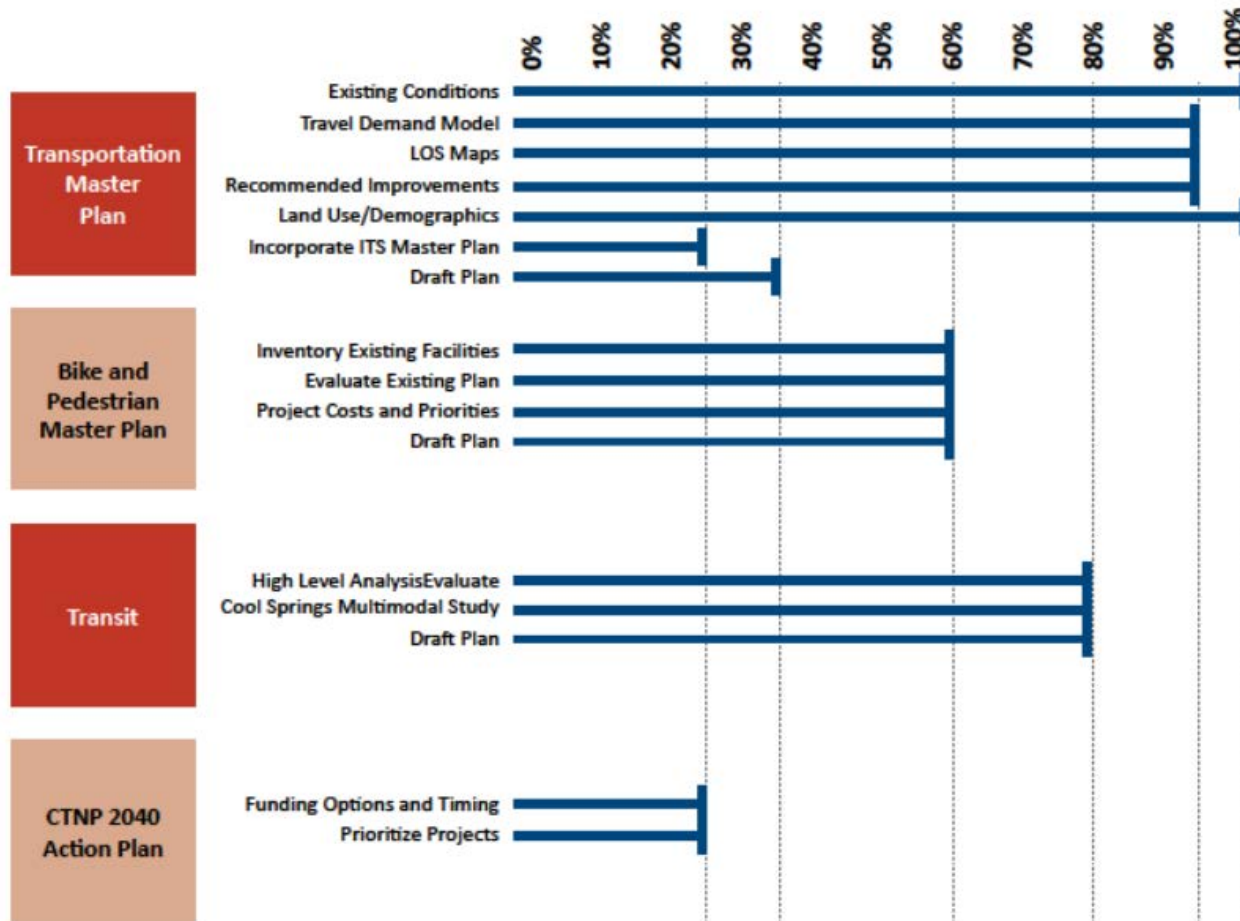 0% 10% 20% 30% 40% 50% 60% 70% 80% 90% 100%
Transportation
Master
Plan
Existing Conditions
Travel Demand Model
LOS Maps
Recommended Improvements
Land Use/Demographics
Incorporate ITS Master Plan
Draft Plan
Bike and
Pedestrian
Master Plan
Inventory Existing Facilities
Evaluate Existing Plan
Project Costs and Priorities
Draft Plan
Transit
High Level AnalysisEvaluate
Cool Springs Multimodal Study
Draft Plan
CTNP 2040
Action Plan
Funding Options and Timing
Prioritize Projects